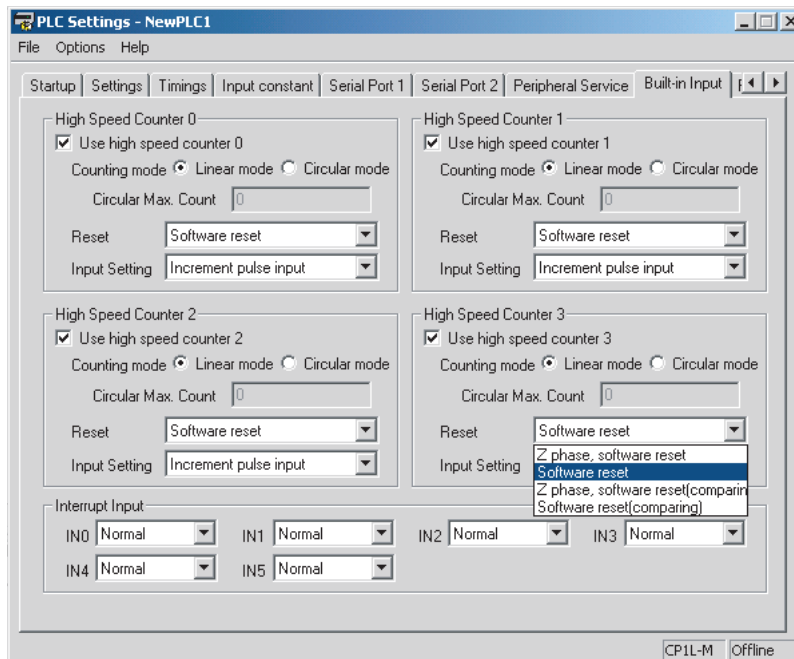 PLC Settings - NewPLC1
File Options Help
Startup Settings Timings Input constant Serial Port 1 Serial Port 2 Peripheral Service Built-in Input
High Speed Counter 0
Use high speed counter 0
Counting mode Linear mode Circular mode
Circular Max. Count 0
Reset Software reset
Input Setting Increment pulse input
High Speed Counter 1
Use high speed counter 1
Counting mode Linear mode Circular mode
Circular Max. Count 0
Reset Software reset
Input Setting Increment pulse input
High Speed Counter 2
Use high speed counter 2
Counting mode Linear mode Circular mode
Circular Max. Count 0
Reset Software reset
Input Setting Increment pulse input
High Speed Counter 3
Use high speed counter 3
Counting mode Linear mode Circular mode
Circular Max. Count 0
Reset Software reset
Input Setting
Z phase, software reset
Software reset
Z phase, software reset(comparin
Software reset(comparing)
Interrupt Input
IN0 Normal IN1 Normal IN2 Normal IN3 Normal
IN4 Normal IN5 Normal
CP1L-M Offline